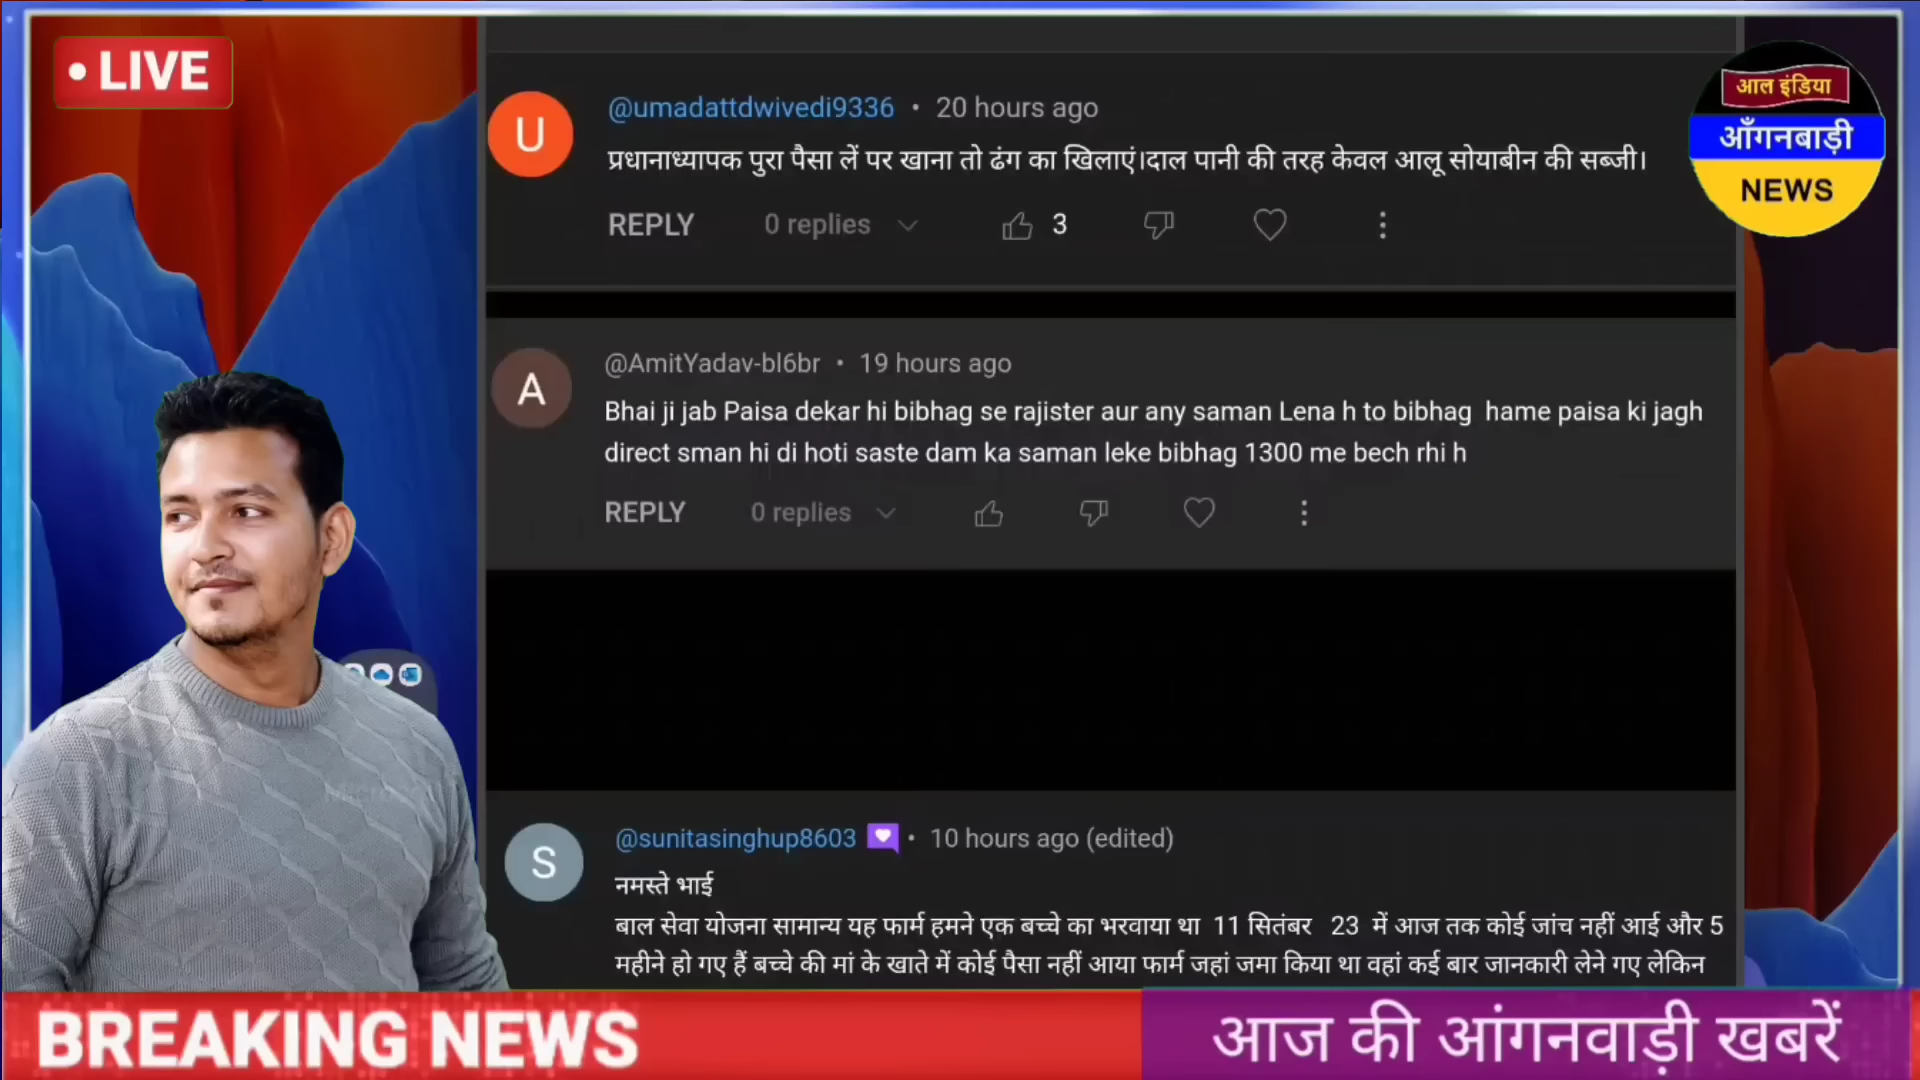 • LIVE
आल इंडिया
आँगनबाड़ी
NEWS
U
@umadattdwivedi9336 • 20 hours ago
प्रधानाध्यापक पुरा पैसा लें पर खाना तो ढंग का खिलाएं।दाल पानी की तरह केवल आलू सोयाबीन की सब्जी।
REPLY 0 replies 3
A
@AmitYadav-bl6br • 19 hours ago
Bhai ji jab Paisa dekar hi bibhag se rajister aur any saman Lena h to bibhag hame paisa ki jagh
direct sman hi di hoti saste dam ka saman leke bibhag 1300 me bech rhi h
REPLY 0 replies
S
@sunitasinghup8603 • 10 hours ago (edited)
नमस्ते भाई
बाल सेवा योजना सामान्य यह फार्म हमने एक बच्चे का भरवाया था 11 सितंबर 23 में आज तक कोई जांच नहीं आई और 5
महीने हो गए हैं बच्चे की मां के खाते में कोई पैसा नहीं आया फार्म जहां जमा किया था वहां कई बार जानकारी लेने गए लेकिन
BREAKING NEWS
आज की आंगनवाड़ी खबरें